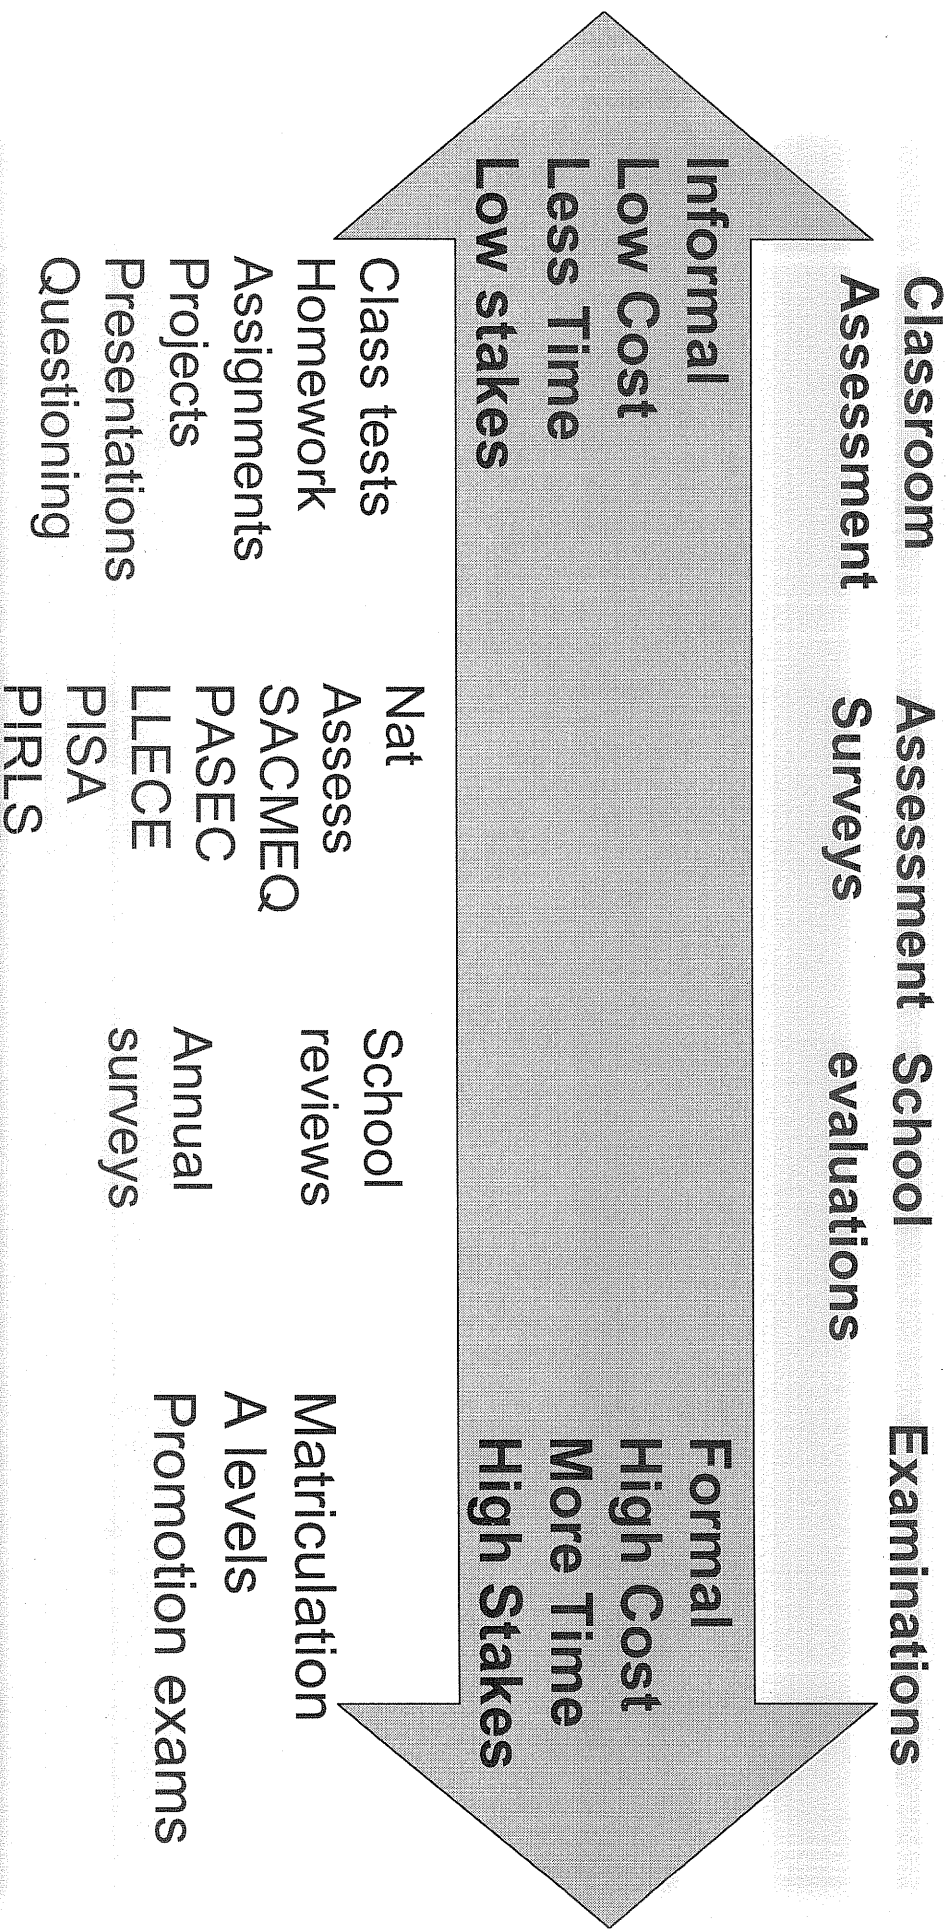 Classroom
Assessment
Assessment
Surveys
School
evaluations
Examinations
Informal
Low Cost
Less Time
Low stakes
Formal
High Cost
More Time
High Stakes
Class tests
Homework
Assignments
Projects
Presentations
Questioning
Nat
Assess
SACMEQ
PASEC
LLECE
PISA
PIRLS
School
reviews
Annual
surveys
Matriculation
A levels
Promotion exams